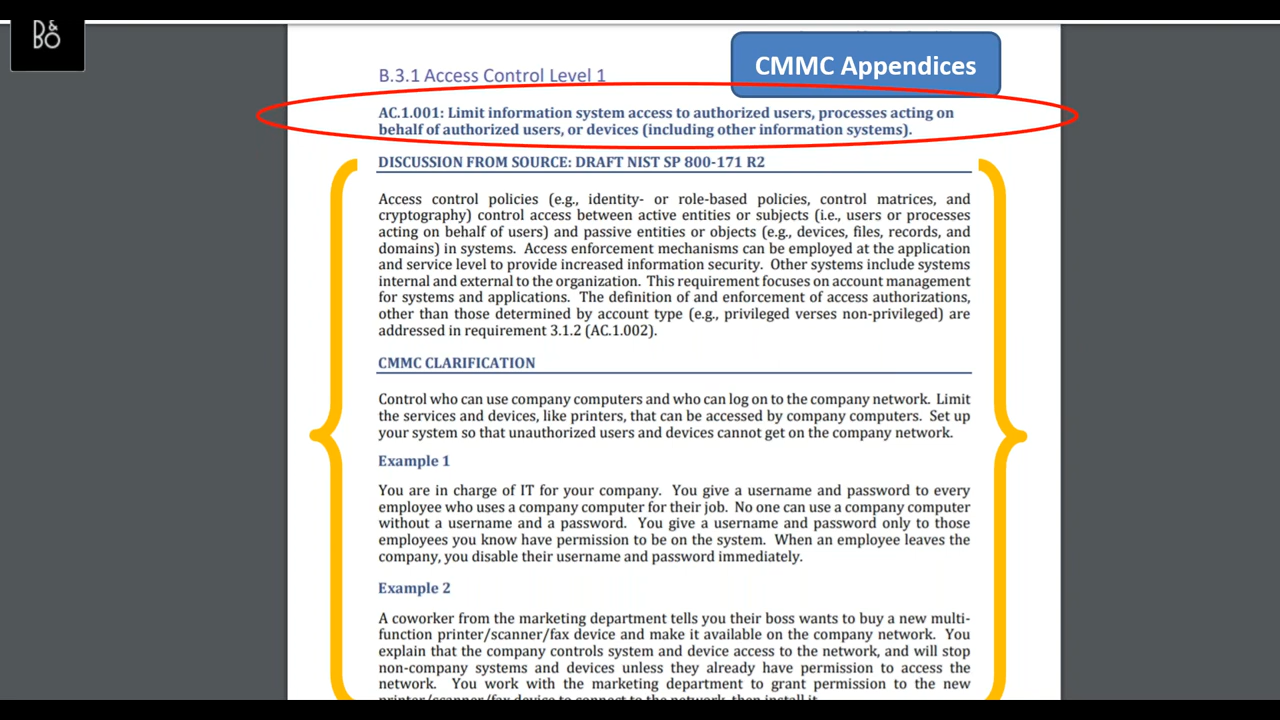 B&O
CMMC Appendices
B.3.1 Access Control Level 1
AC.1.001: Limit information system access to authorized users, processes acting on
behalf of authorized users, or devices (including other information systems).
DISCUSSION FROM SOURCE: DRAFT NIST SP 800-171 R2
Access control policies (e.g., identity- or role-based policies, control matrices, and
cryptography) control access between active entities or subjects (i.e., users or processes
acting on behalf of users) and passive entities or objects (e.g., devices, files, records, and
domains) in systems. Access enforcement mechanisms can be employed at the application
and service level to provide increased information security. Other systems include systems
internal and external to the organization. This requirement focuses on account management
for systems and applications. The definition of and enforcement of access authorizations,
other than those determined by account type (e.g., privileged verses non-privileged) are
addressed in requirement 3.1.2 (AC.1.002).
CMMC CLARIFICATION
Control who can use company computers and who can log on to the company network. Limit
the services and devices, like printers, that can be accessed by company computers. Set up
your system so that unauthorized users and devices cannot get on the company network.
Example 1
You are in charge of IT for your company. You give a username and password to every
employee who uses a company computer for their job. No one can use a company computer
without a username and a password. You give a username and password only to those
employees you know have permission to be on the system. When an employee leaves the
company, you disable their username and password immediately.
Example 2
A coworker from the marketing department tells you their boss wants to buy a new multi-
function printer/scanner/fax device and make it available on the company network. You
explain that the company controls system and device access to the network, and will stop
non-company systems and devices unless they already have permission to access the
network. You work with the marketing department to grant permission to the new
printer/scanner/fax device to connect to the network, then install it.